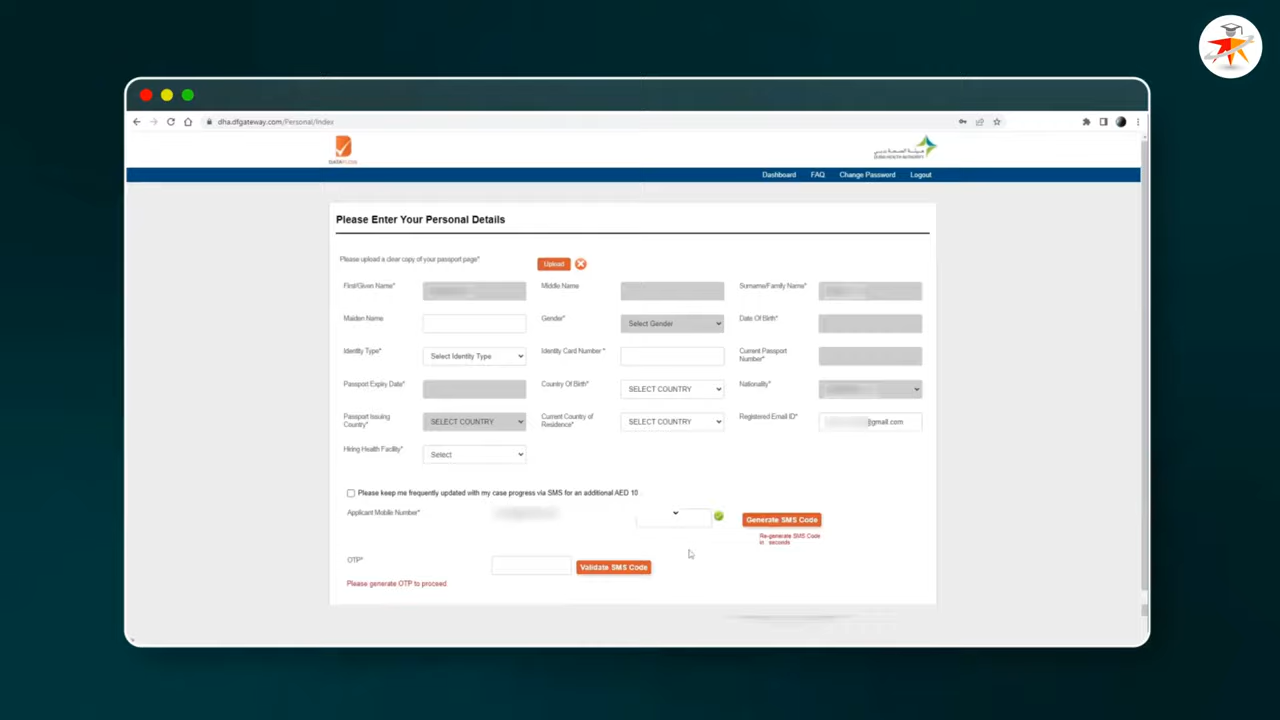 dha.dfgateway.com/Personal/Index
DATAFLOW
هيئة الصحة بدبي
DUBAI HEALTH AUTHORITY
Dashboard FAQ Change Password Logout
Please Enter Your Personal Details
Please upload a clear copy of your passport page* Upload
First/Given Name* Middle Name Surname/Family Name*
Maiden Name Gender* Select Gender Date Of Birth*
Identity Type* Select Identity Type Identity Card Number * Current Passport
Number*
Passport Expiry Date* Country Of Birth* SELECT COUNTRY Nationality*
Passport Issuing
Country* SELECT COUNTRY Current Country of
Residence* SELECT COUNTRY Registered Email ID* @gmail.com
Hiring Health Facility* Select
Please keep me frequently updated with my case progress via SMS for an additional AED 10
Applicant Mobile Number* Generate SMS Code
Re-generate SMS Code
in seconds
OTP* Validate SMS Code
Please generate OTP to proceed